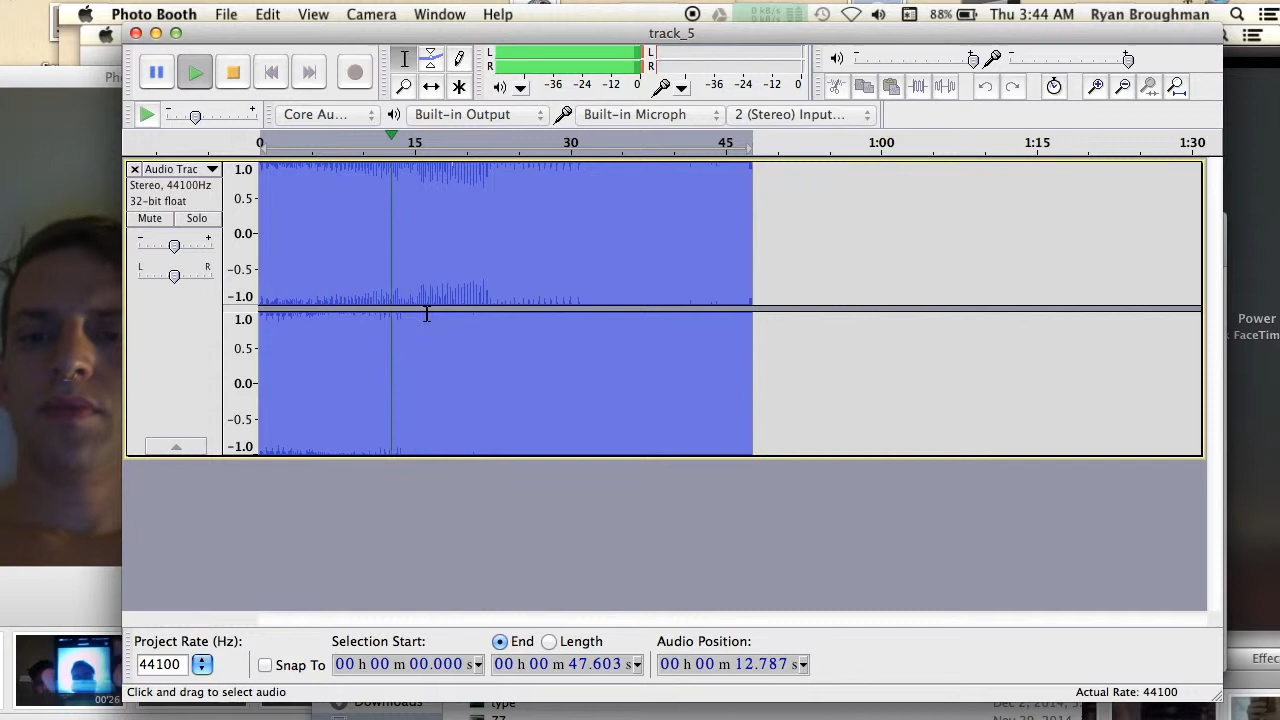 Photo Booth File Edit View Camera Window Help 88% Thu 3:44 AM Ryan Broughman
track_5
L L
R R
-36 -24 -12 0 -36 -24 -12 0
Core Au... Built-in Output Built-in Microph 2 (Stereo) Input...
0 15 30 45 1:00 1:15 1:30
Audio Trac
Stereo, 44100Hz
32-bit float
Mute Solo
- +
L R
1.0
0.5-
0.0-
-0.5-
-1.0
1.0
0.5-
0.0-
-0.5-
-1.0
Power
FaceTim
Project Rate (Hz): Selection Start: End Length Audio Position:
44100 Snap To 00 h 00 m 00.000 s 00 h 00 m 47.603 s 00 h 00 m 12.787 s
Effec
Click and drag to select audio Actual Rate: 44100
00'26
Downloads type Dec 2, 2014,